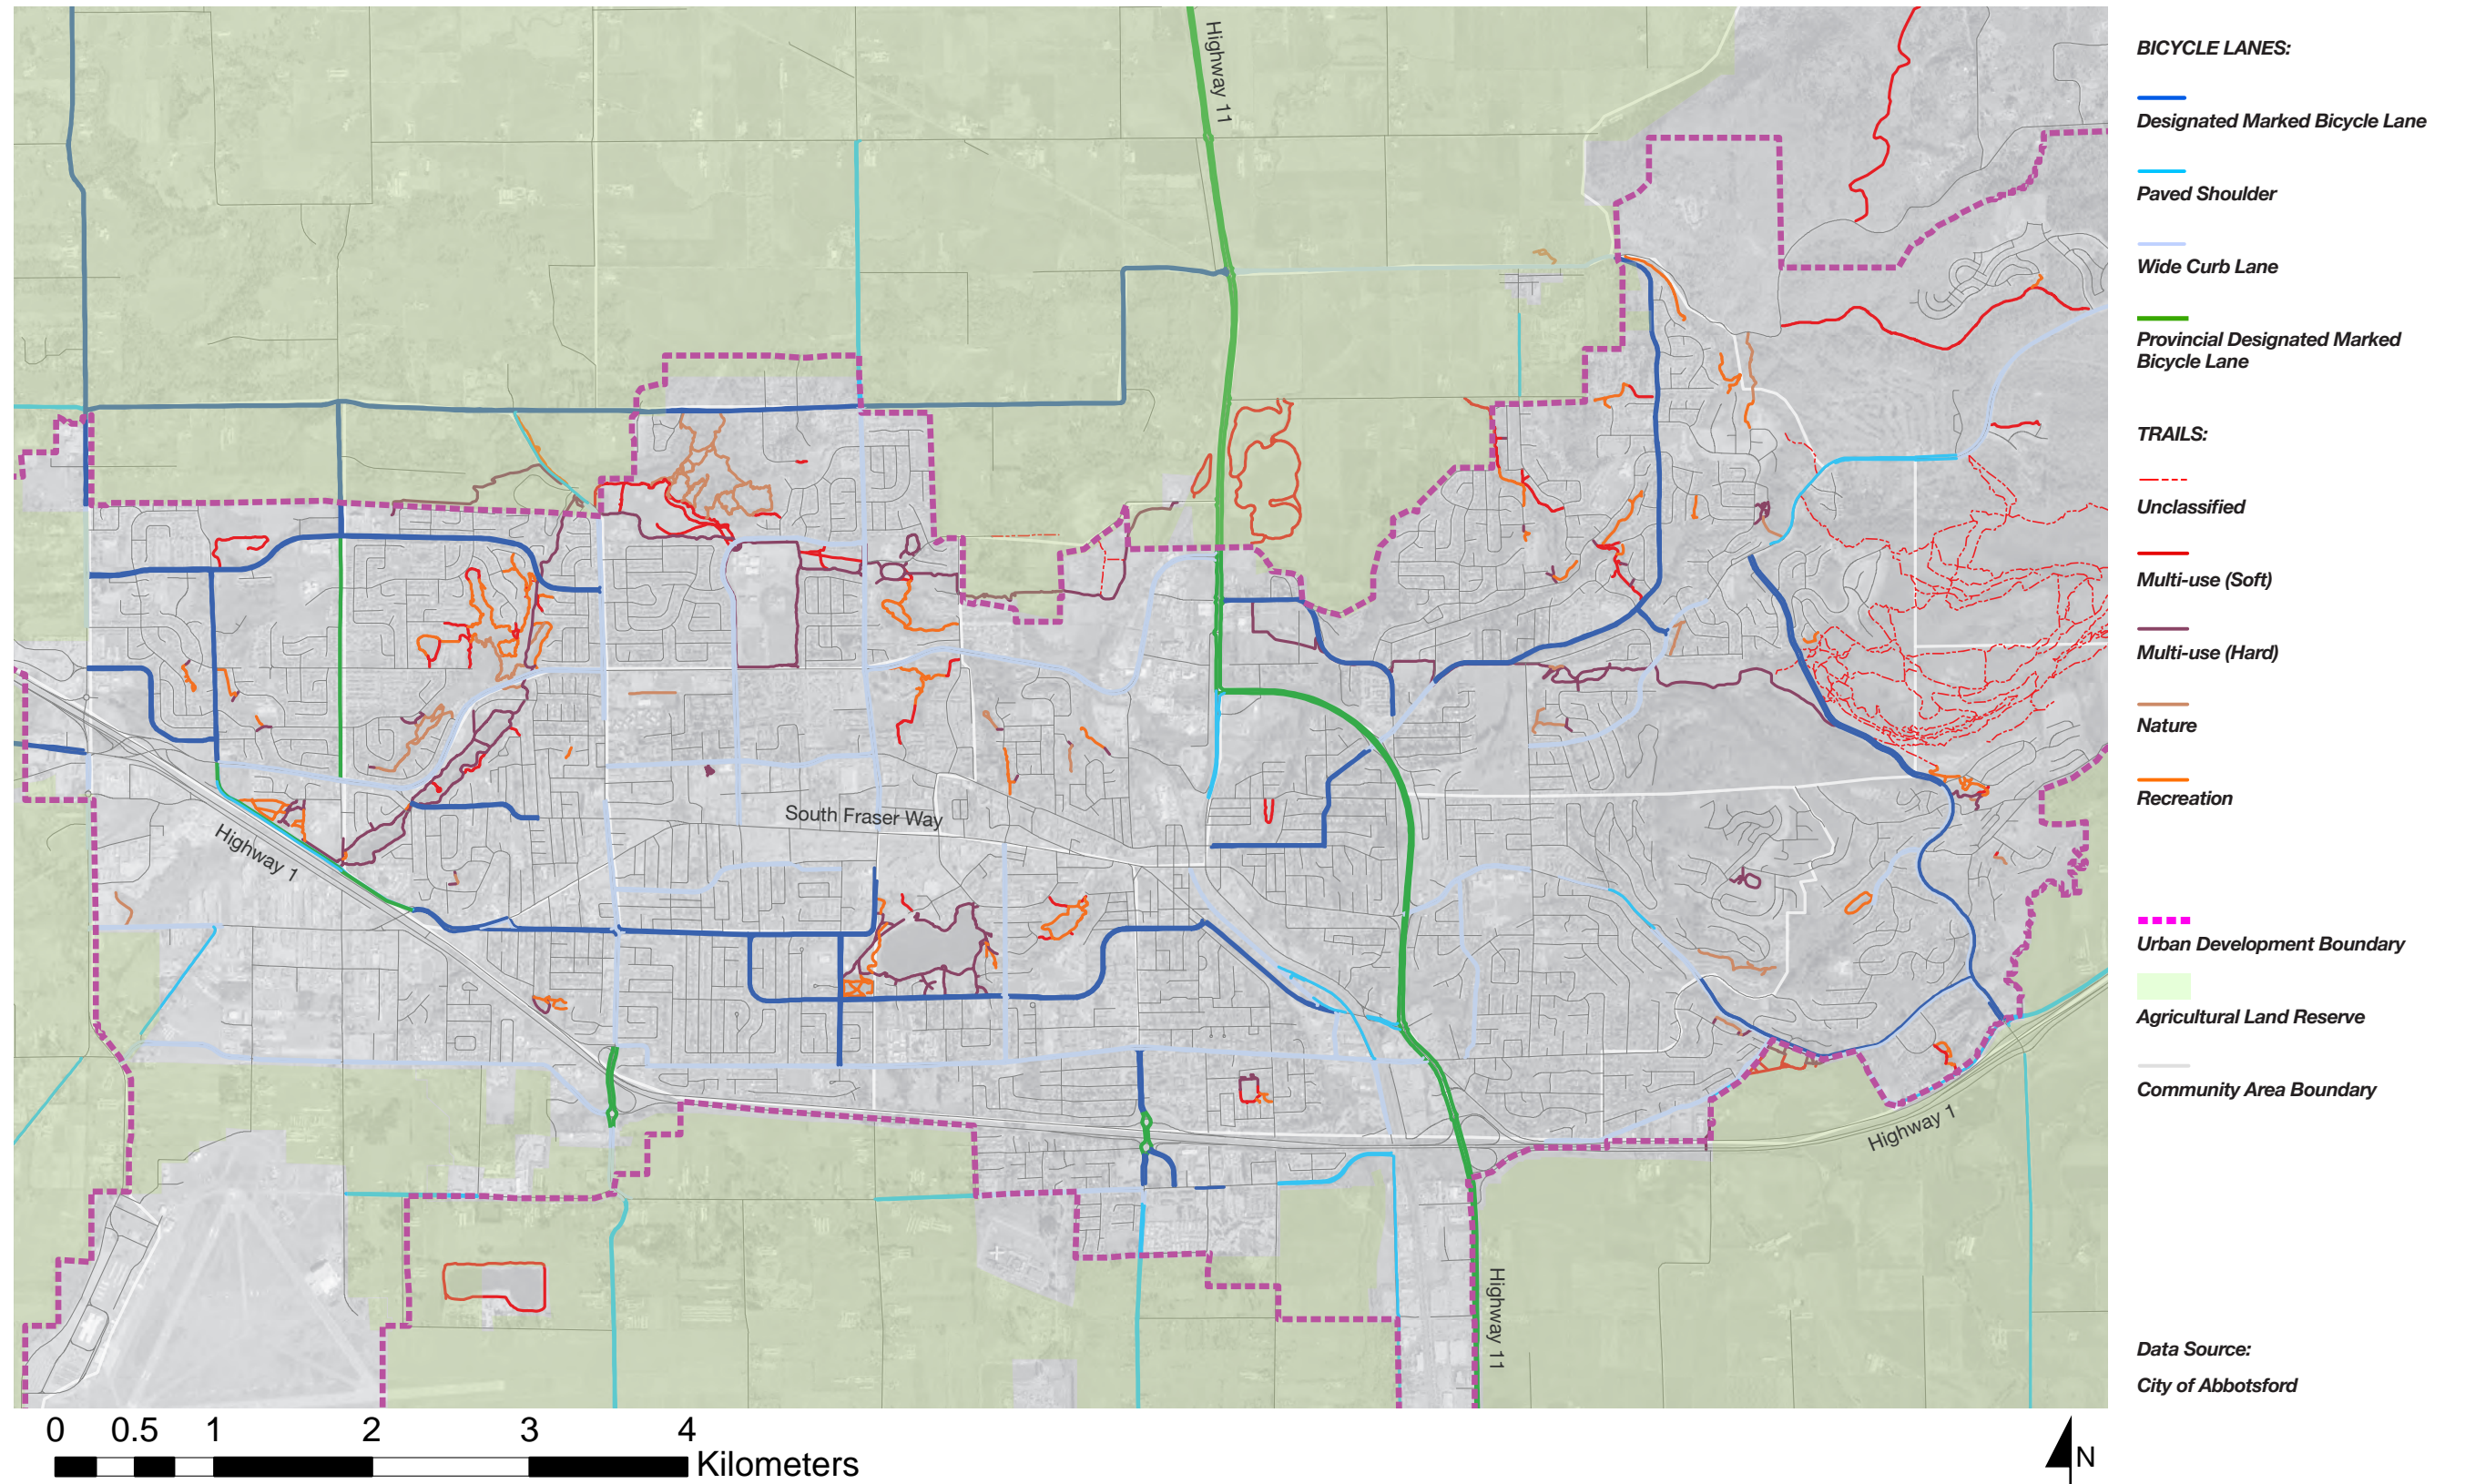 Highway 11
South Fraser Way
Highway 1
Highway 1
Highway 11
BICYCLE LANES:
Designated Marked Bicycle Lane
Paved Shoulder
Wide Curb Lane
Provincial Designated Marked
Bicycle Lane
TRAILS:
Unclassified
Multi-use (Soft)
Multi-use (Hard)
Nature
Recreation
Urban Development Boundary
Agricultural Land Reserve
Community Area Boundary
Data Source:
City of Abbotsford
0 0.5 1 2 3 4
Kilometers
N